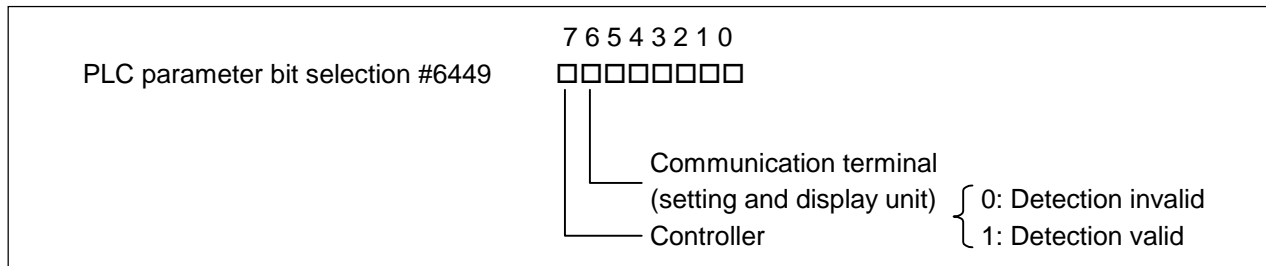 7 6 5 4 3 2 1 0
PLC parameter bit selection #6449
Communication terminal
(setting and display unit) 0: Detection invalid
Controller 1: Detection valid